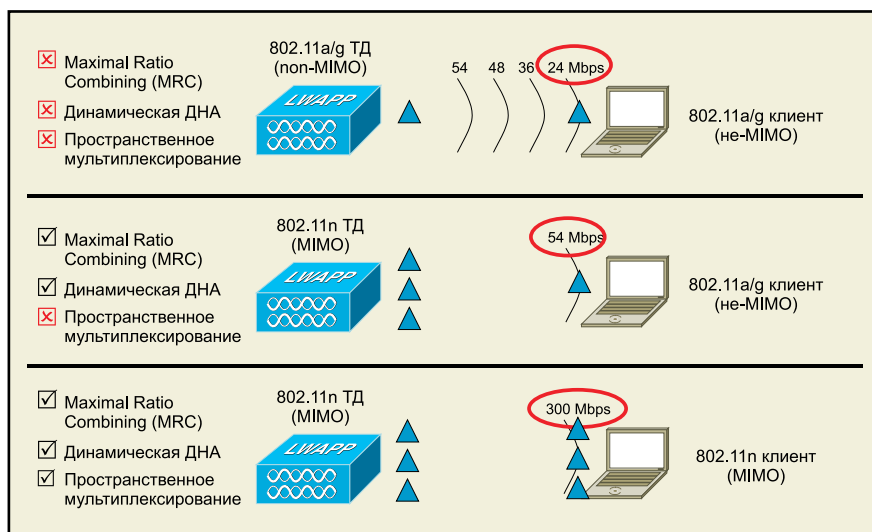 Maximal Ratio
Combining (MRC)
Динамическая ДНА
Пространственное
мультиплексирование
802.11a/g ТД
(non-MIMO)
LWAPP
54 48 36 24 Mbps
802.11a/g клиент
(не-MIMO)
Maximal Ratio
Combining (MRC)
Динамическая ДНА
Пространственное
мультиплексирование
802.11n ТД
(MIMO)
LWAPP
54 Mbps
802.11a/g клиент
(не-MIMO)
Maximal Ratio
Combining (MRC)
Динамическая ДНА
Пространственное
мультиплексирование
802.11n ТД
(MIMO)
LWAPP
300 Mbps
802.11n клиент
(MIMO)